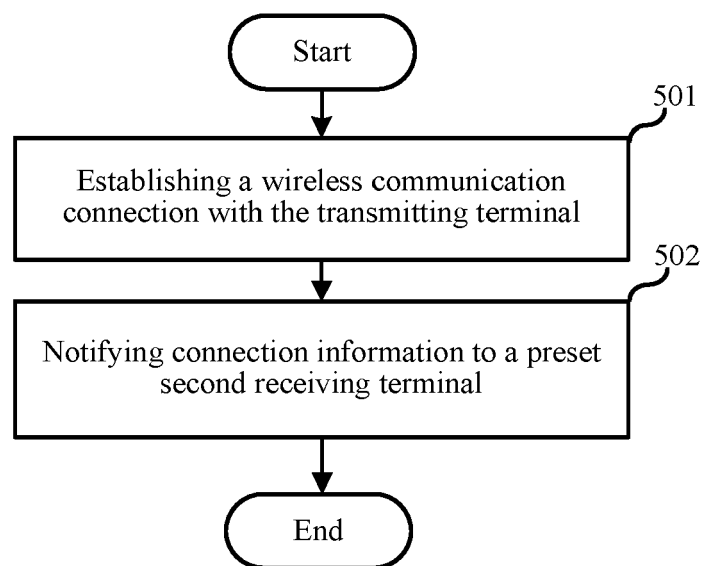 Start
501
Establishing a wireless communication
connection with the transmitting terminal
502
Notifying connection information to a preset
second receiving terminal
End